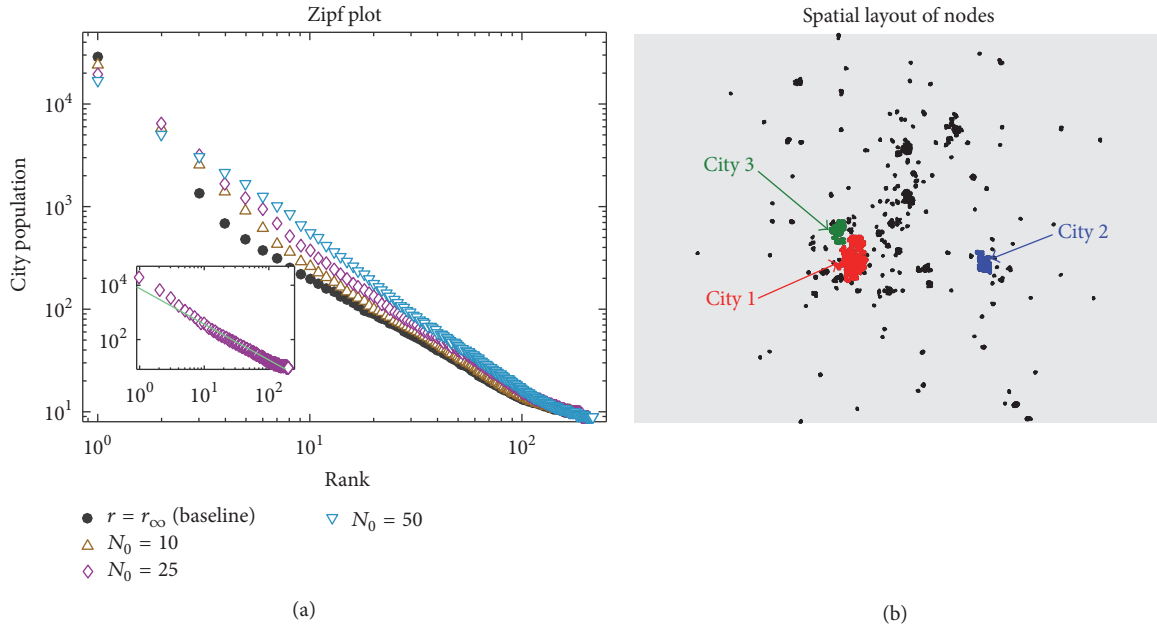 Zipf plot
10^4
10^3
10^2
10^1
City population
10^4
10^2
10^0
10^1
10^2
10^0
10^1
10^2
Rank
r = r_∞ (baseline)
N_0 = 10
N_0 = 25
N_0 = 50
(a)
Spatial layout of nodes
City 3
City 2
City 1
(b)